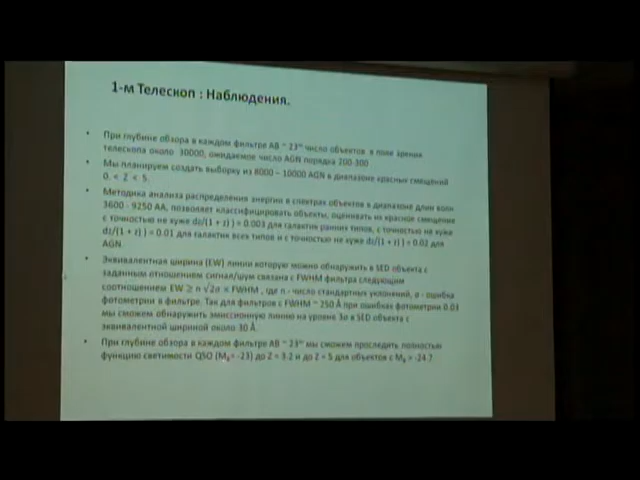 1-м Телескоп : Наблюдения.
• При глубине обзора в каждом фильтре AB ~ 23ᵐ число объектов в поле зрения
телескопа около 30000, ожидаемое число AGN порядка 200-300
• Мы планируем создать выборку из 8000 – 10000 AGN в диапазоне красных смещений
0. < Z < 5.
• Методика анализа распределения энергии в спектрах объектов в диапазоне длин волн
3600 - 9250 АА, позволяет классифицировать объекты, оценивать их красное смещение
с точностью не хуже dz/(1 + z) ) = 0.003 для галактик ранних типов, с точностью не хуже
dz/(1 + z) ) = 0.01 для галактик всех типов и с точностью не хуже dz/(1 + z) ) = 0.02 для
AGN.
• Эквивалентная ширина (EW) линии которую можно обнаружить в SED объекта с
заданным отношением сигнал/шум связана с FWHM фильтра следующим
соотношением EW ≥ n √2σ × FWHM , где n - число стандартных уклонений, σ - ошибка
фотометрии в фильтре. Так для фильтров с FWHM ~ 250 Å при ошибках фотометрии 0.03
мы сможем обнаружить эмиссионную линию на уровне 3σ в SED объекта с
эквивалентной шириной около 30 Å.
• При глубине обзора в каждом фильтре AB ~ 23ᵐ мы сможем проследить полностью
функцию светимости QSO (M = -23) до Z = 3.2 и до Z = 5 для объектов с M = -24.7